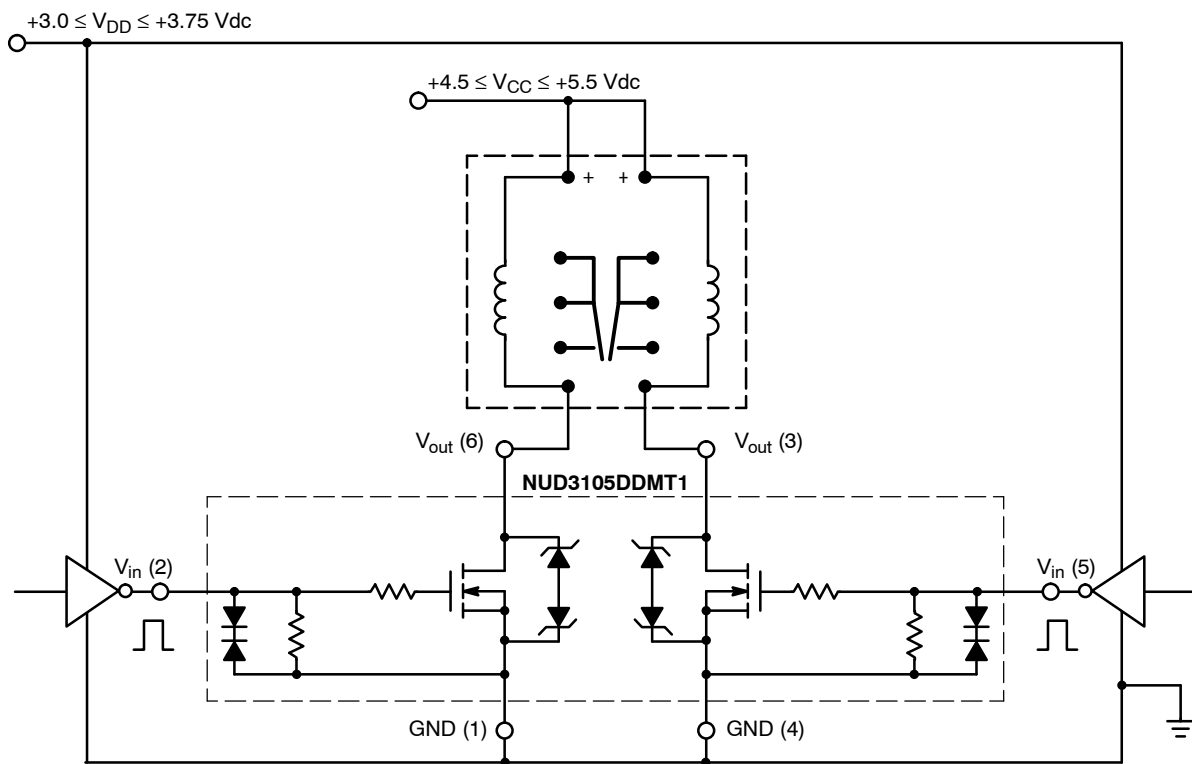 +3.0 ≤ VDD ≤ +3.75 Vdc
+4.5 ≤ VCC ≤ +5.5 Vdc
+ +
Vout (6)
Vout (3)
NUD3105DDMT1
Vin (2)
Vin (5)
GND (1)
GND (4)